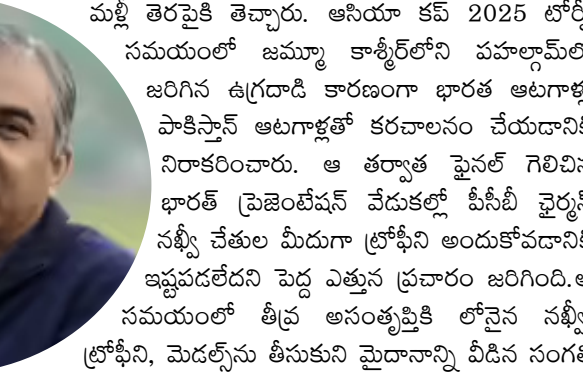 మళ్లీ తెరపైకి తెచ్చారు. ఆసియా కప్ 2025 టోర్నీ
సమయంలో జమ్మూ కాశ్మీర్‌లోని పహల్గామ్‌లో
జరిగిన ఉగ్రదాడి కారణంగా భారత ఆటగాళ్లు
పాకిస్తాన్ ఆటగాళ్లతో కరచాలనం చేయడానికి
నిరాకరించారు. ఆ తర్వాత ఫైనల్ గెలిచిన
భారత్ ప్రెజెంటేషన్ వేడుకల్లో పీసీబీ ఛైర్మన్
నఖ్వీ చేతుల మీదుగా ట్రోఫీని అందుకోవడానికి
ఇష్టపడలేదని పెద్ద ఎత్తున ప్రచారం జరిగింది.ఆ
సమయంలో తీవ్ర అసంతృప్తికి లోనైన నఖ్వీ
ట్రోఫీని, మెడల్స్‌ను తీసుకుని మైదానాన్ని వీడిన సంగతి